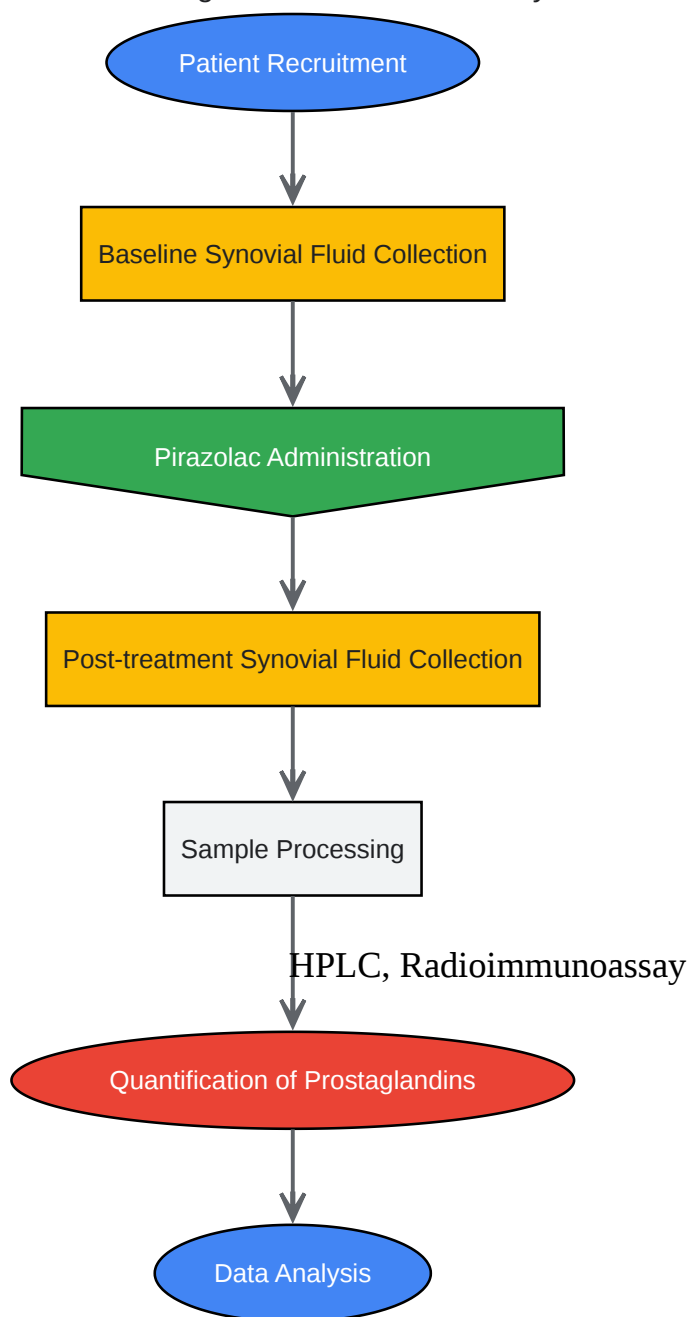 Patient Recruitment
Baseline Synovial Fluid Collection
Pirazolac Administration
Post-treatment Synovial Fluid Collection
Sample Processing
HPLC, Radioimmunoassay
Quantification of Prostaglandins
Data Analysis